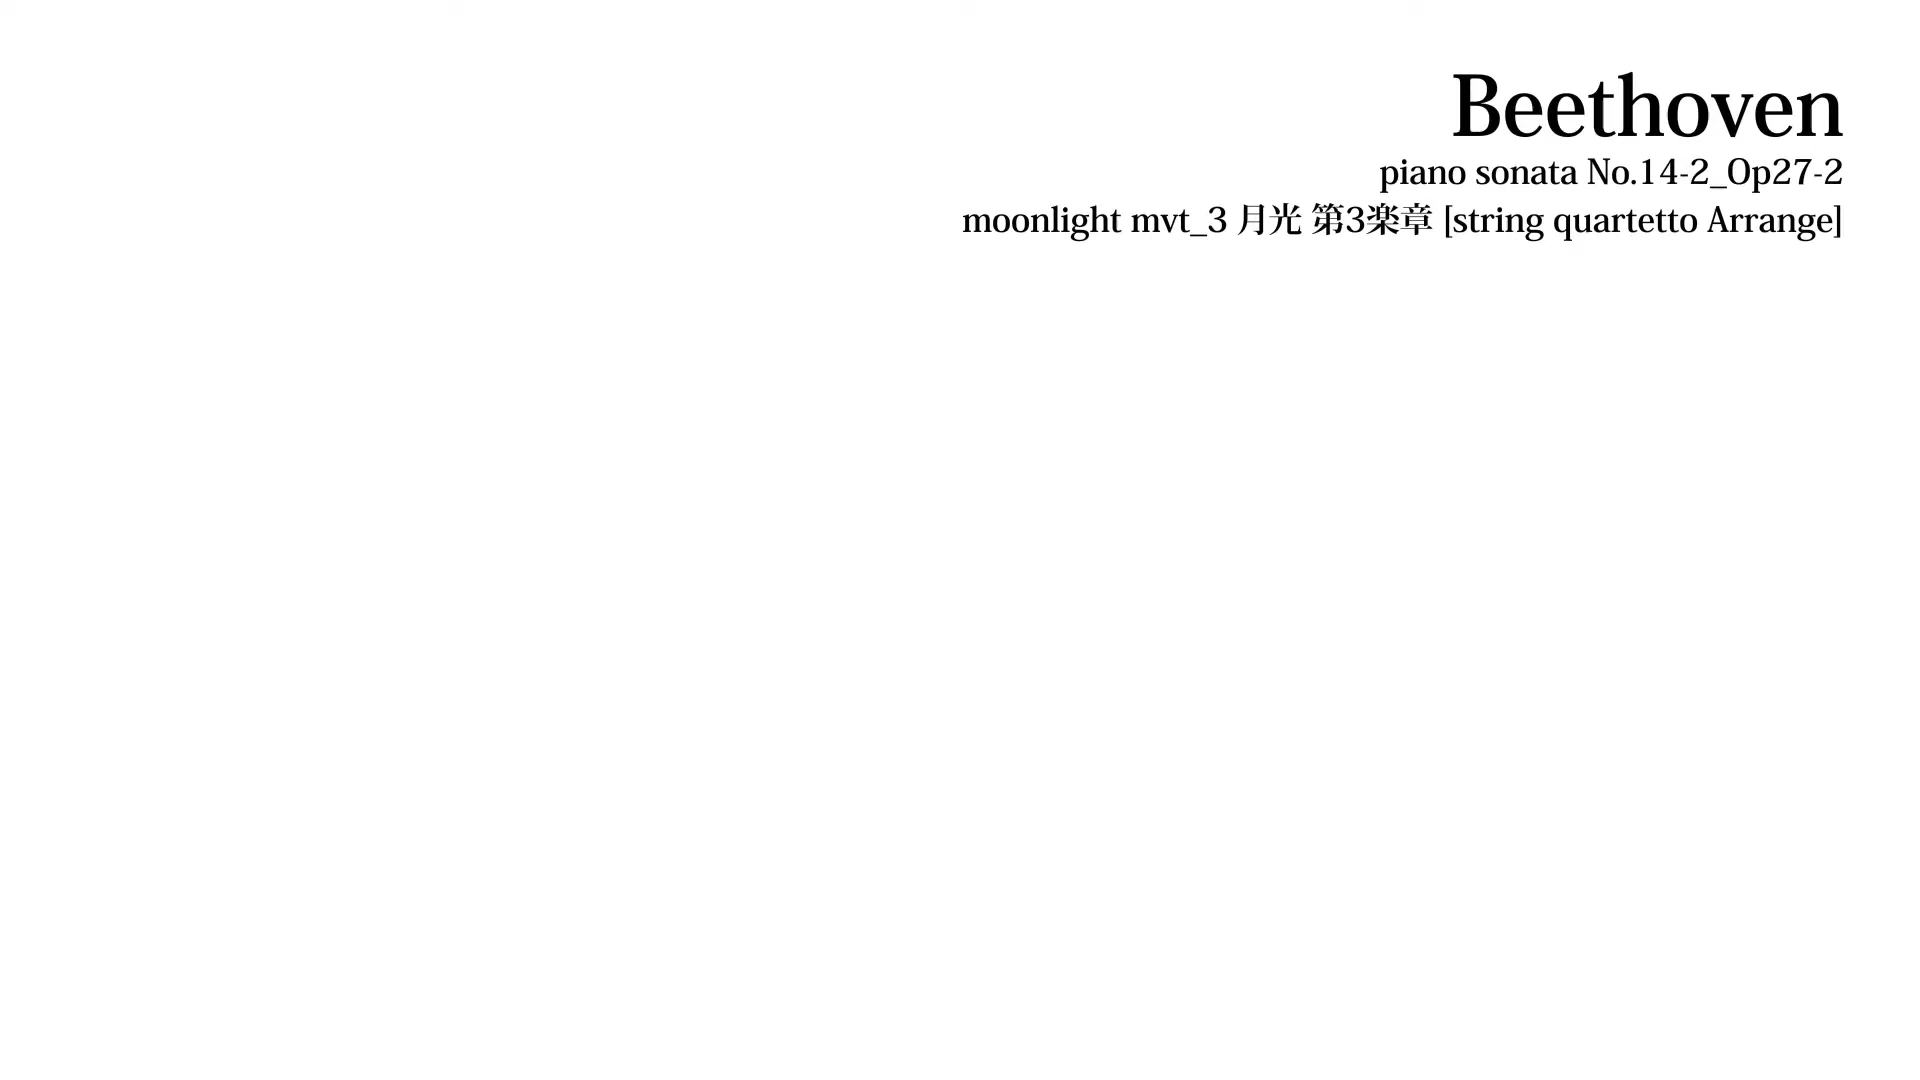 Beethoven
piano sonata No.14-2_Op27-2
moonlight mvt_3 月光 第3楽章 [string quartetto Arrange]